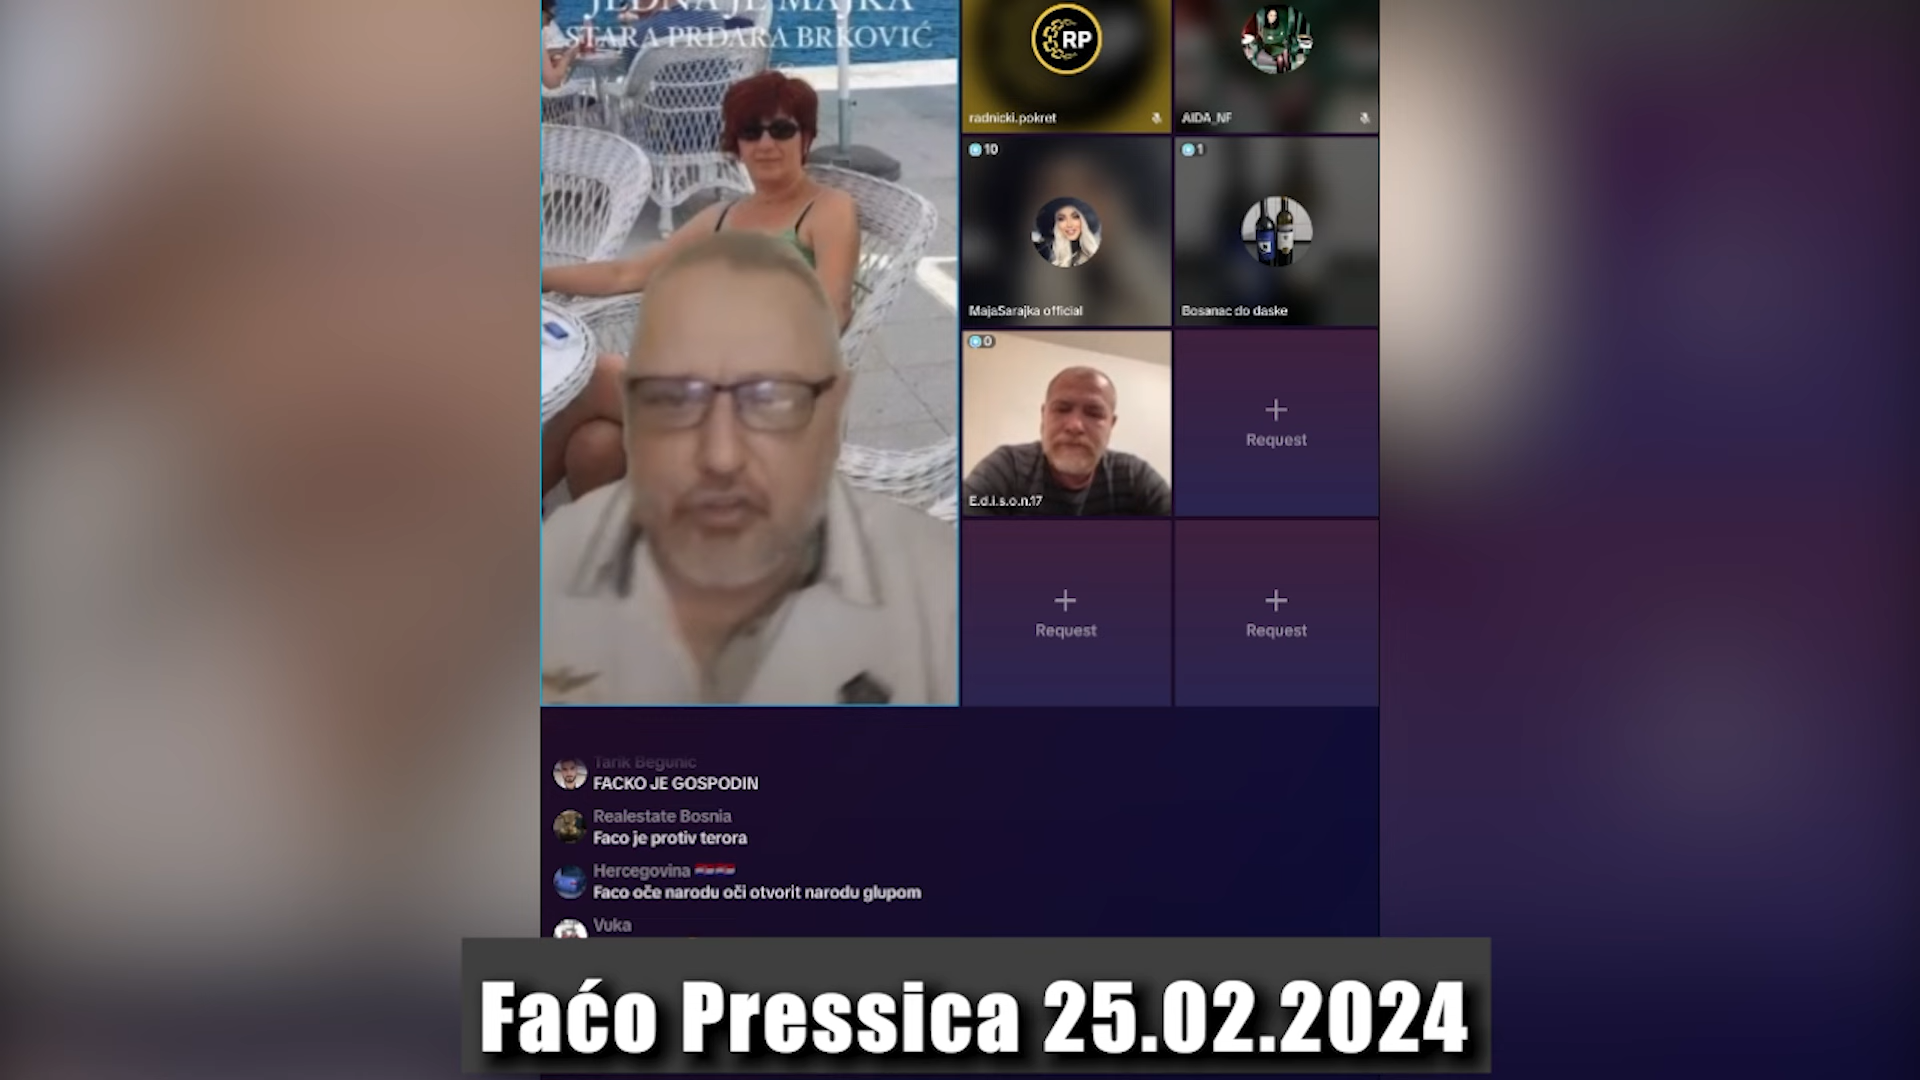 JEDNA JE MAJKA
STARA PRDARA BRKOVIĆ
RP
radnicki.pokret
AIDA_NF
10
1
MajaSarajka official
Bosanac do daske
0
E.d.i.s.o.n.17
+
Request
+
Request
+
Request
Tarik Begunic
FACKO JE GOSPODIN
Realestate Bosnia
Faco je protiv terora
Hercegovina
Faco oče narodu oči otvorit narodu glupom
Vuka
Faćo Pressica 25.02.2024